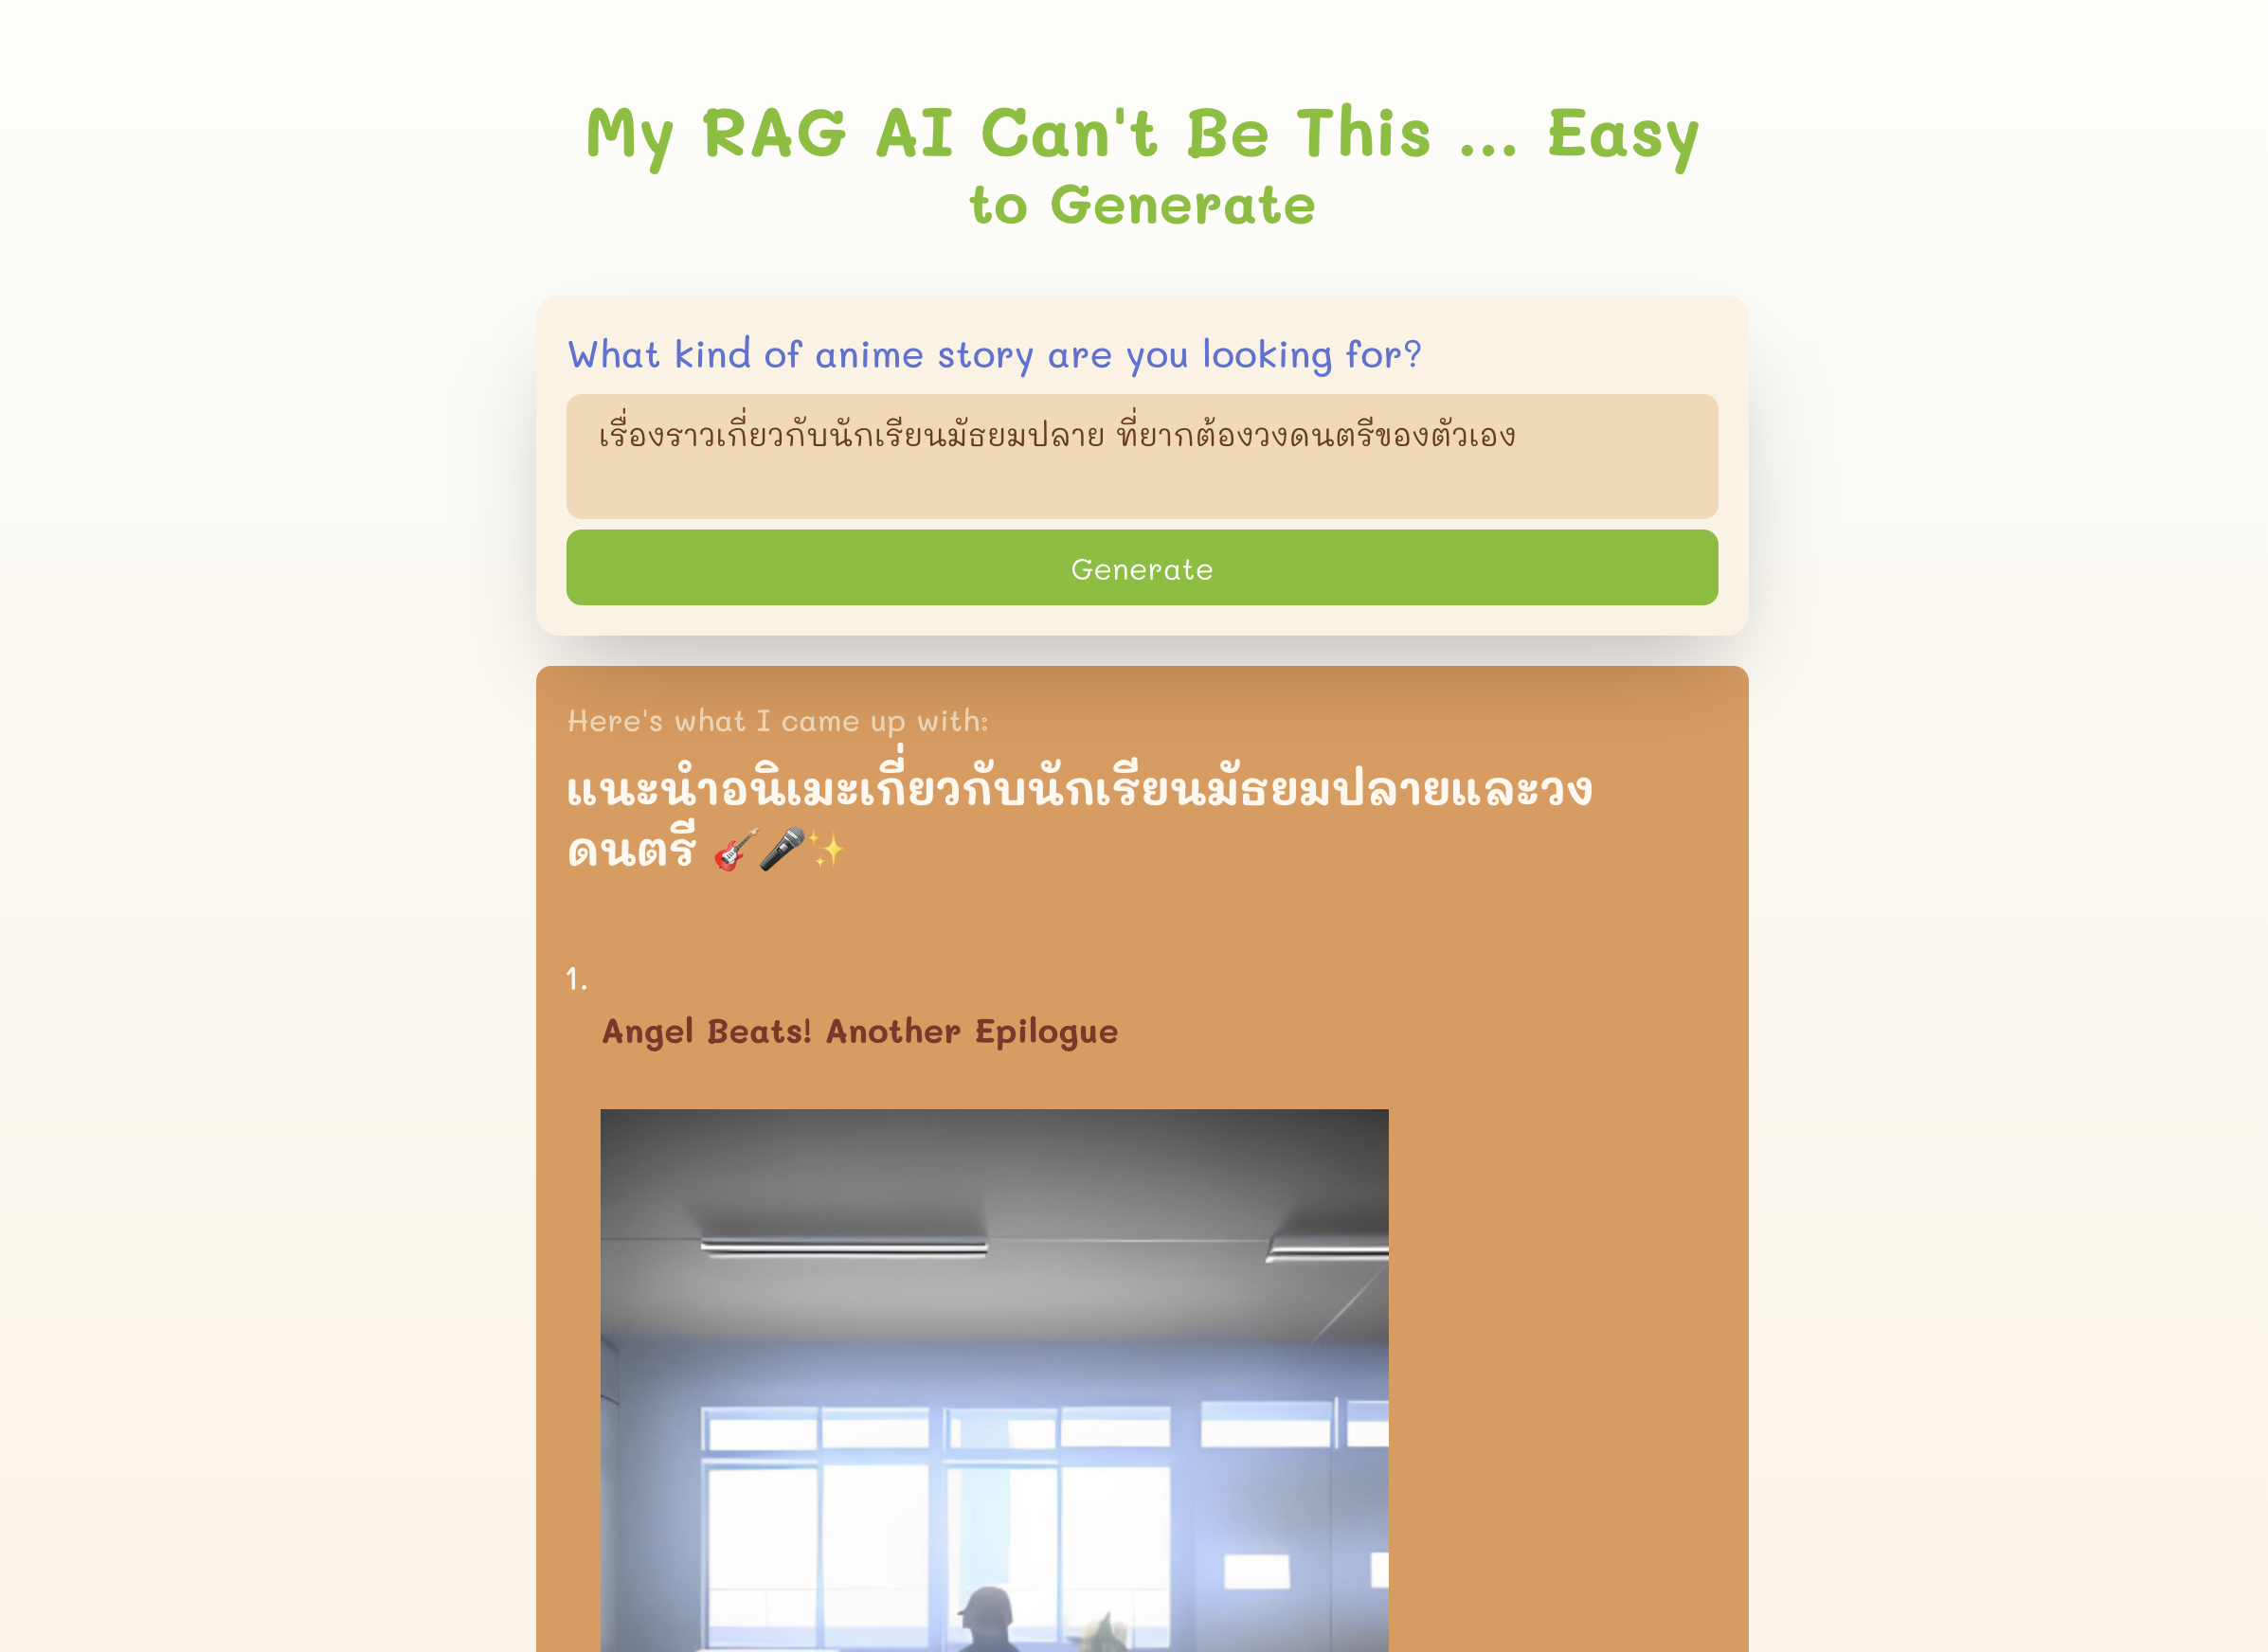 My RAG AI Can't Be This ... Easy
to Generate
What kind of anime story are you looking for?
เรื่องราวเกี่ยวกับนักเรียนมัธยมปลาย ที่ยากต้องวงดนตรีของตัวเอง
Generate
Here's what I came up with:
แนะนำอนิเมะเกี่ยวกับนักเรียนมัธยมปลายและวง
ดนตรี 🎸🎤✨
1.
Angel Beats! Another Epilogue